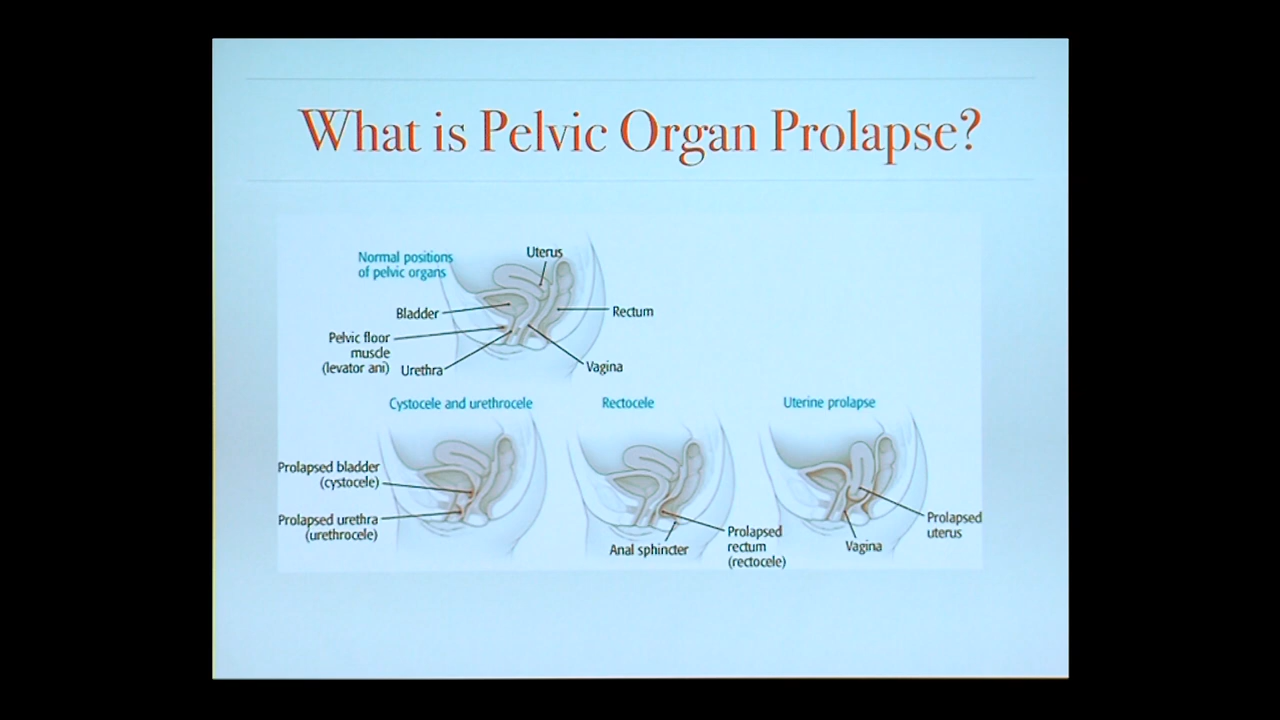 What is Pelvic Organ Prolapse?
Normal positions
of pelvic organs
Uterus
Bladder
Rectum
Pelvic floor
muscle
(levator ani)
Urethra
Vagina
Cystocele and urethrocele
Rectocele
Uterine prolapse
Prolapsed bladder
(cystocele)
Prolapsed urethra
(urethrocele)
Anal sphincter
Prolapsed
rectum
(rectocele)
Vagina
Prolapsed
uterus